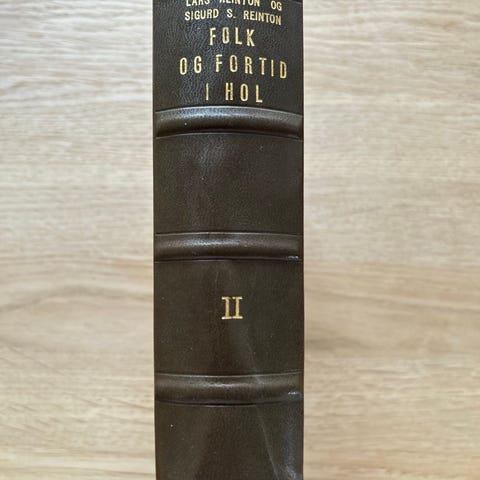 LARS REINTON OG
SIGURD S. REINTON
FOLK
OG FORTID
I HOL
II